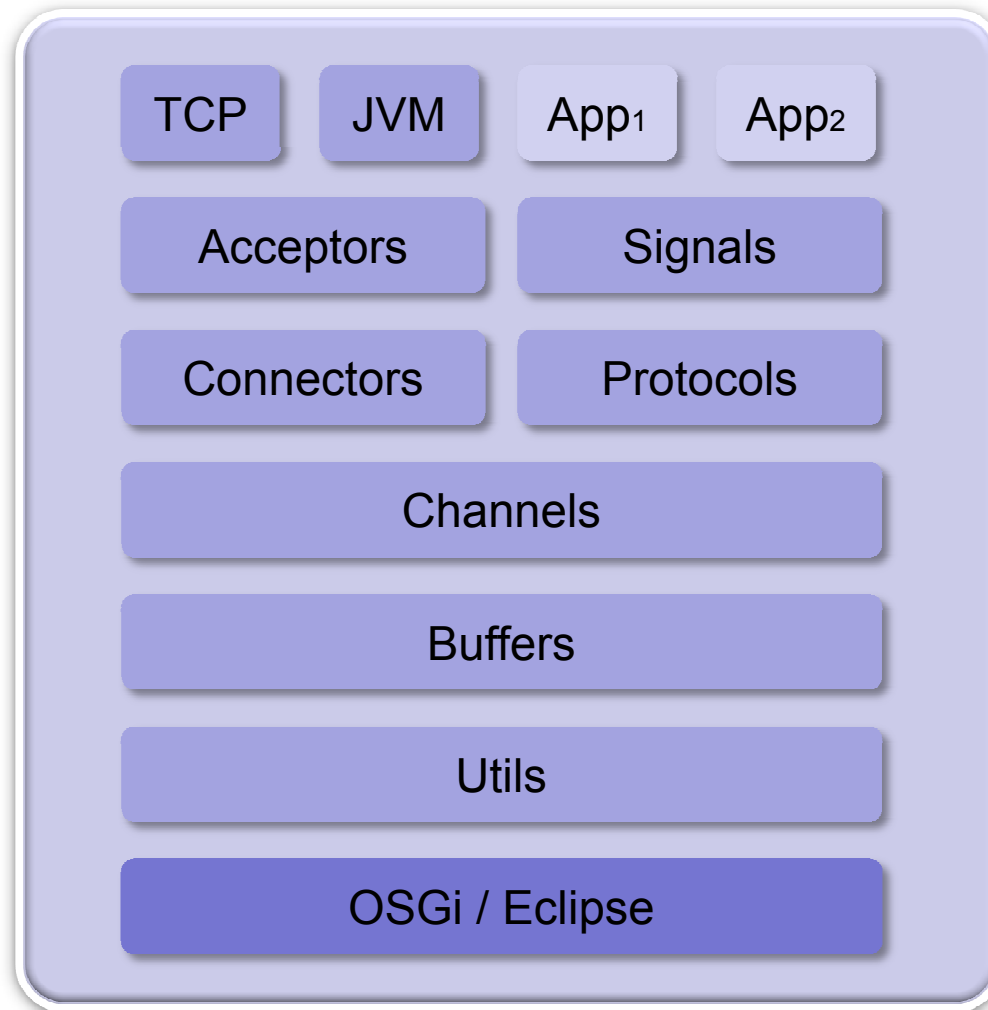 TCP JVM App1 App2
Acceptors Signals
Connectors Protocols
Channels
Buffers
Utils
OSGi / Eclipse